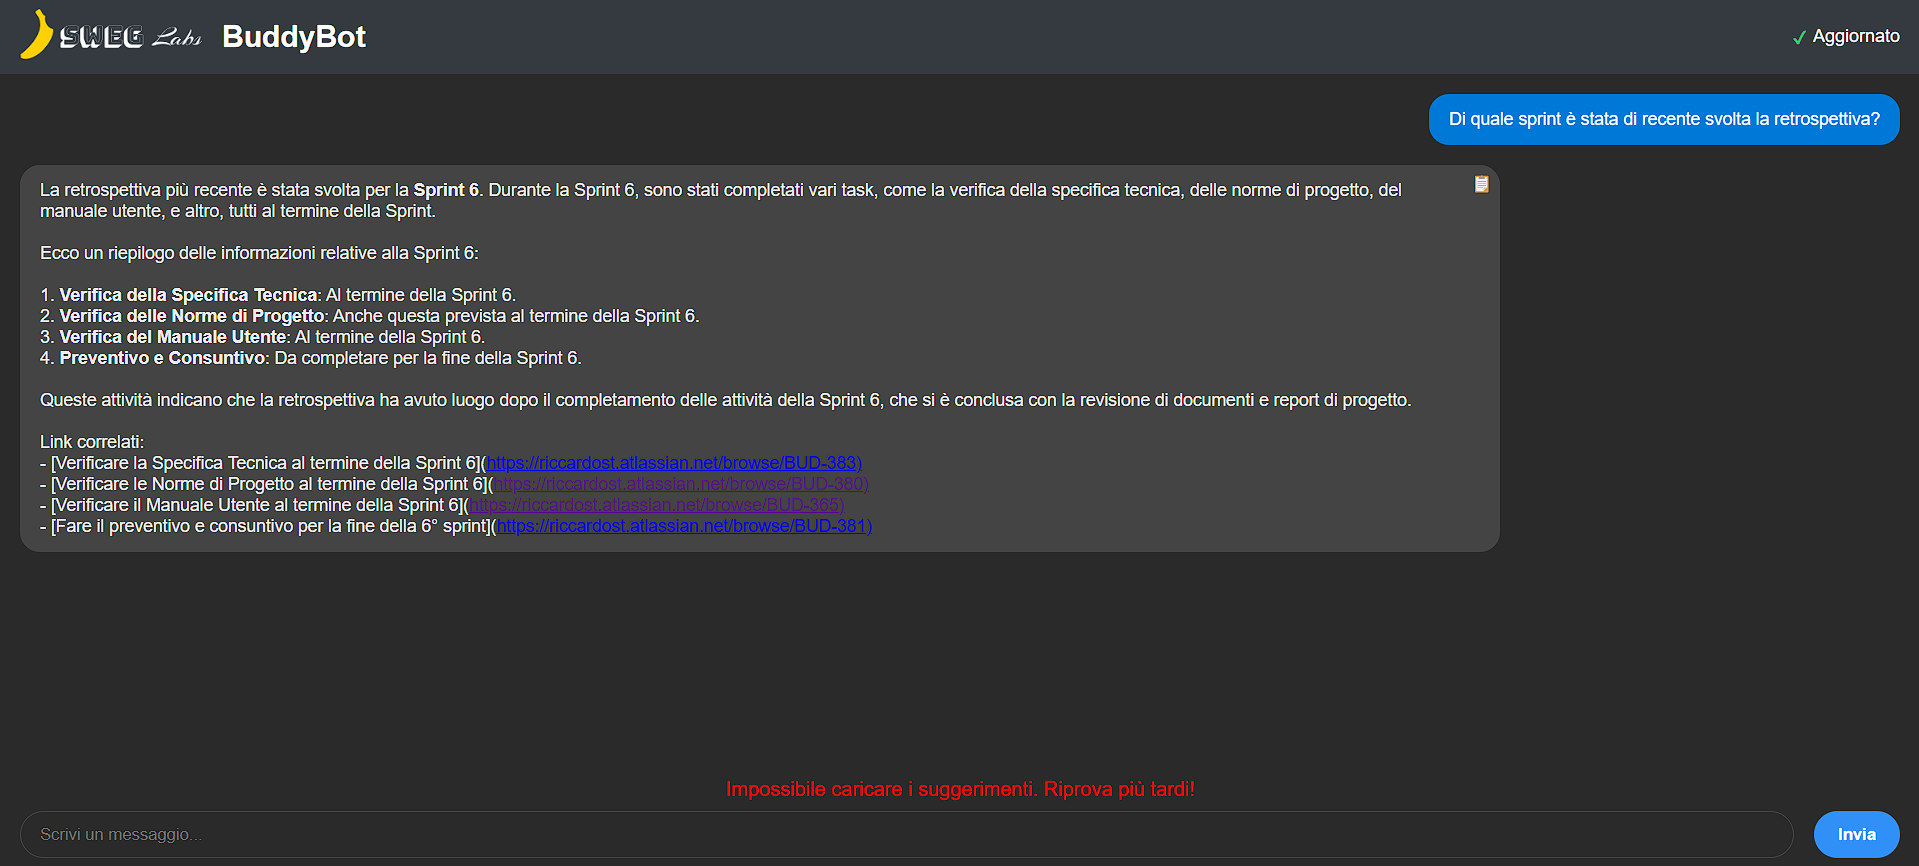 SWEG Labs BuddyBot
✓ Aggiornato
Di quale sprint è stata di recente svolta la retrospettiva?
La retrospettiva più recente è stata svolta per la Sprint 6. Durante la Sprint 6, sono stati completati vari task, come la verifica della specifica tecnica, delle norme di progetto, del
manuale utente, e altro, tutti al termine della Sprint.
Ecco un riepilogo delle informazioni relative alla Sprint 6:
1. Verifica della Specifica Tecnica: Al termine della Sprint 6.
2. Verifica delle Norme di Progetto: Anche questa prevista al termine della Sprint 6.
3. Verifica del Manuale Utente: Al termine della Sprint 6.
4. Preventivo e Consuntivo: Da completare per la fine della Sprint 6.
Queste attività indicano che la retrospettiva ha avuto luogo dopo il completamento delle attività della Sprint 6, che si è conclusa con la revisione di documenti e report di progetto.
Link correlati:
- [Verificare la Specifica Tecnica al termine della Sprint 6](https://riccardost.atlassian.net/browse/BUD-383)
- [Verificare le Norme di Progetto al termine della Sprint 6](https://riccardost.atlassian.net/browse/BUD-380)
- [Verificare il Manuale Utente al termine della Sprint 6](https://riccardost.atlassian.net/browse/BUD-365)
- [Fare il preventivo e consuntivo per la fine della 6° sprint](https://riccardost.atlassian.net/browse/BUD-381)
Impossibile caricare i suggerimenti. Riprova più tardi!
Scrivi un messaggio...
Invia